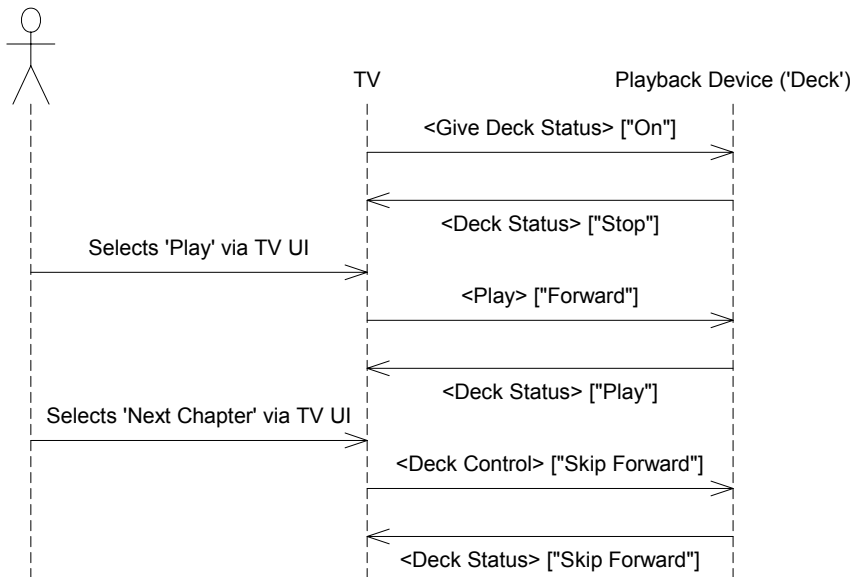 TV
Playback Device ('Deck')
<Give Deck Status> ["On"]
<Deck Status> ["Stop"]
Selects 'Play' via TV UI
<Play> ["Forward"]
<Deck Status> ["Play"]
Selects 'Next Chapter' via TV UI
<Deck Control> ["Skip Forward"]
<Deck Status> ["Skip Forward"]